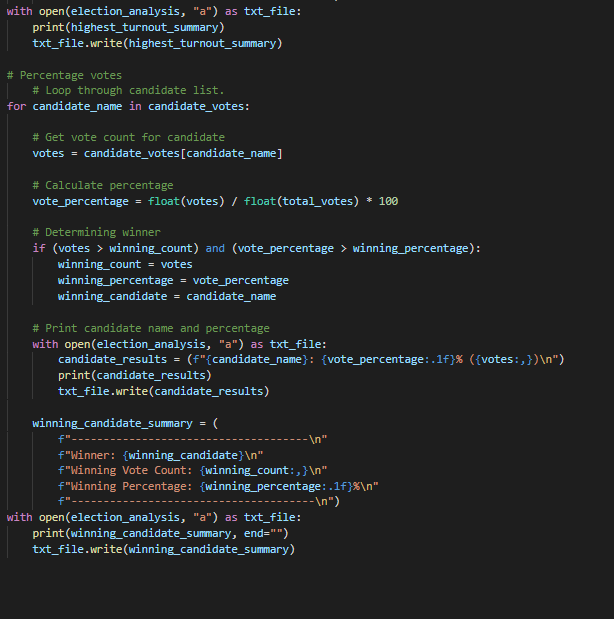 with open(election_analysis, "a") as txt_file:
    print(highest_turnout_summary)
    txt_file.write(highest_turnout_summary)

# Percentage votes
    # Loop through candidate list.
for candidate_name in candidate_votes:

    # Get vote count for candidate
    votes = candidate_votes[candidate_name]

    # Calculate percentage
    vote_percentage = float(votes) / float(total_votes) * 100

    # Determining winner
    if (votes > winning_count) and (vote_percentage > winning_percentage):
        winning_count = votes
        winning_percentage = vote_percentage
        winning_candidate = candidate_name

    # Print candidate name and percentage
    with open(election_analysis, "a") as txt_file:
        candidate_results = (f"{candidate_name}: {vote_percentage:.1f}% ({votes:,})\n")
        print(candidate_results)
        txt_file.write(candidate_results)

    winning_candidate_summary = (
        f"-------------------------------------\n"
        f"Winner: {winning_candidate}\n"
        f"Winning Vote Count: {winning_count:,}\n"
        f"Winning Percentage: {winning_percentage:.1f}%\n"
        f"--------------------------------------\n")
with open(election_analysis, "a") as txt_file:
    print(winning_candidate_summary, end="")
    txt_file.write(winning_candidate_summary)